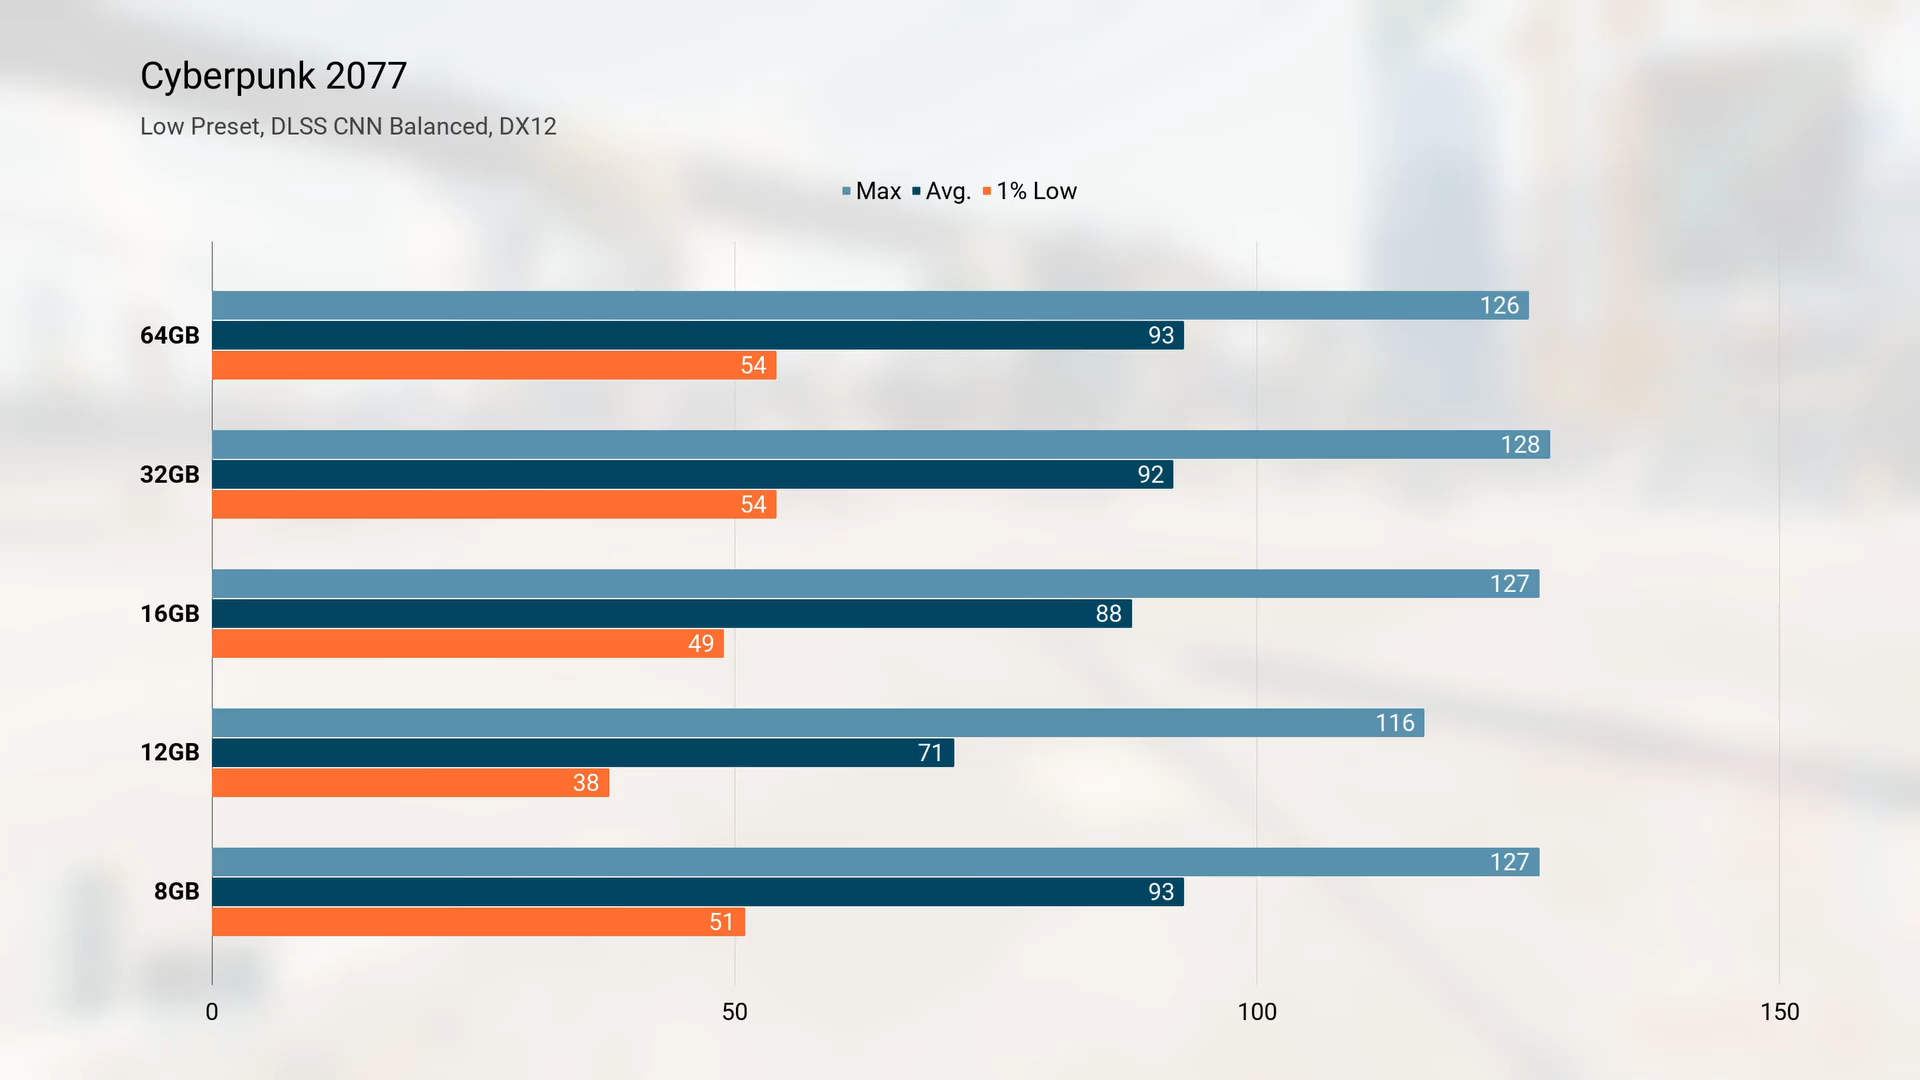 Cyberpunk 2077
Low Preset, DLSS CNN Balanced, DX12
Max Avg. 1% Low
126
64GB 93
54
128
32GB 92
54
127
16GB 88
49
116
12GB 71
38
127
8GB 93
51
0 50 100 150